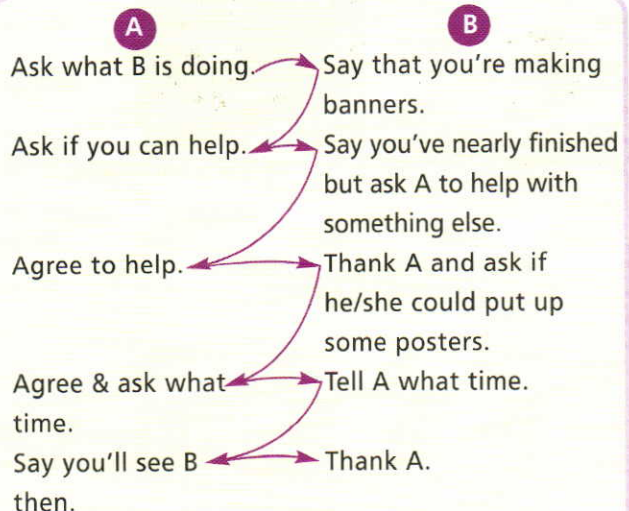 A
B
Ask what B is doing.
Say that you're making
banners.
Ask if you can help.
Say you've nearly finished
but ask A to help with
something else.
Agree to help.
Thank A and ask if
he/she could put up
some posters.
Agree & ask what
time.
Tell A what time.
Say you'll see B
then.
Thank A.